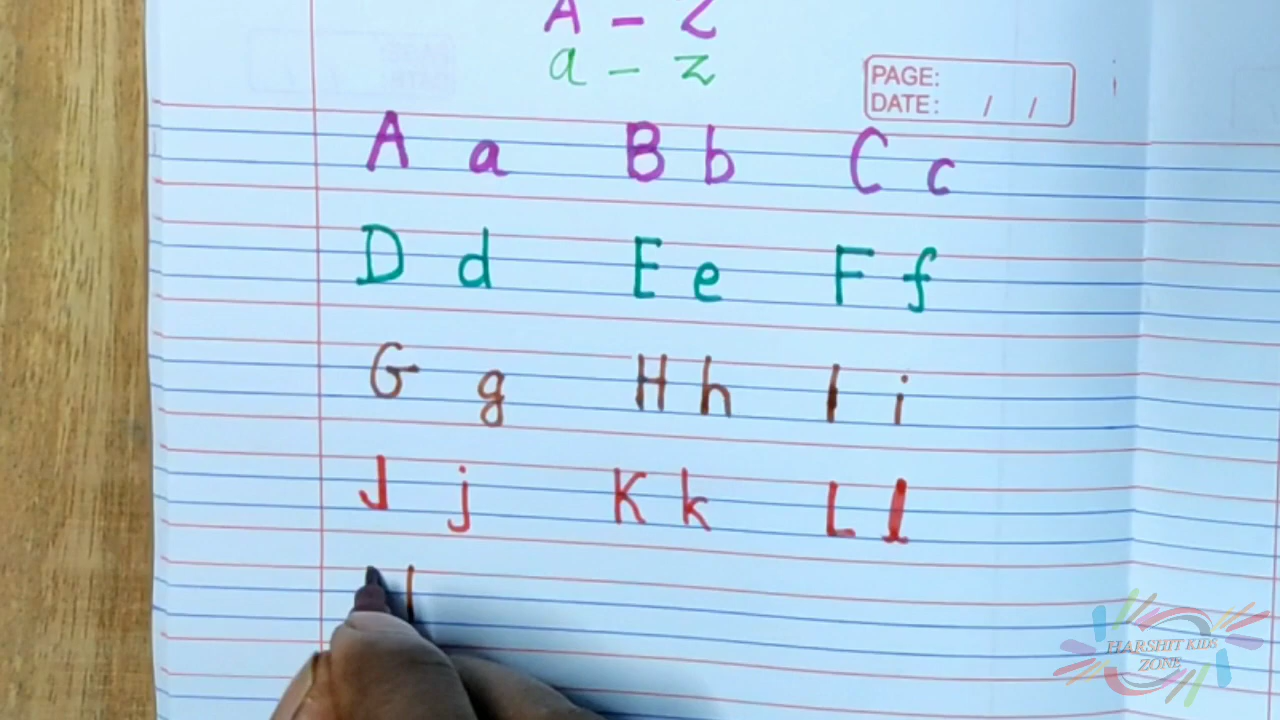 A - Z
a - z
PAGE:
DATE: / /
A a B b C c
D d E e F f
G g H h I i
J j K k L l
HARSHIT KIDS
ZONE